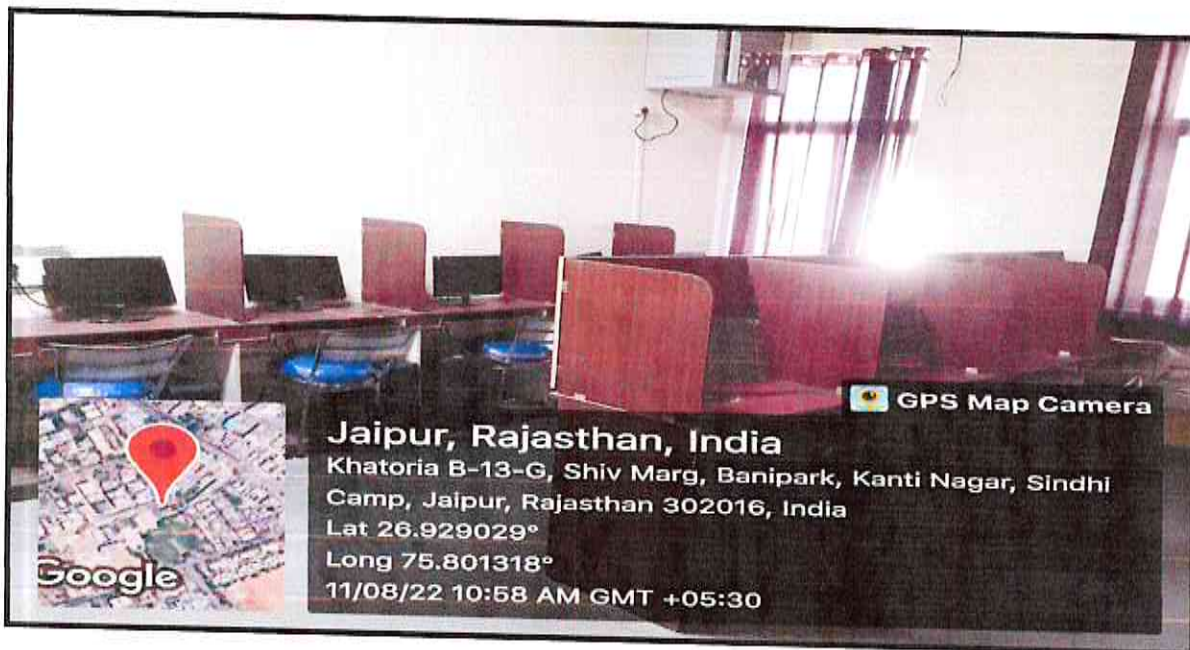 GPS Map Camera
Jaipur, Rajasthan, India
Khatoria B-13-G, Shiv Marg, Banipark, Kanti Nagar, Sindhi
Camp, Jaipur, Rajasthan 302016, India
Lat 26.929029°
Long 75.801318°
11/08/22 10:58 AM GMT +05:30
Google